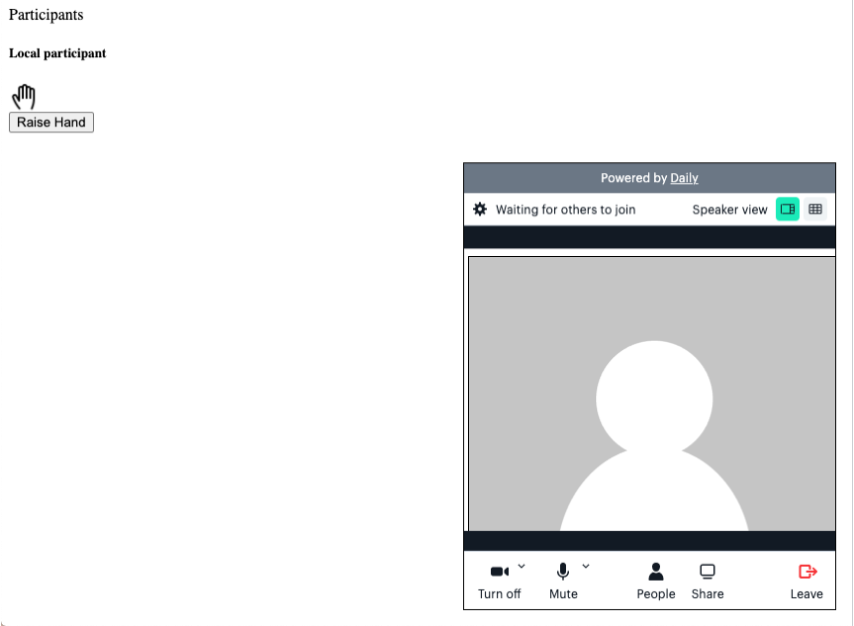 Participants
Local participant
Raise Hand
Powered by Daily
Waiting for others to join Speaker view
Turn off Mute People Share Leave